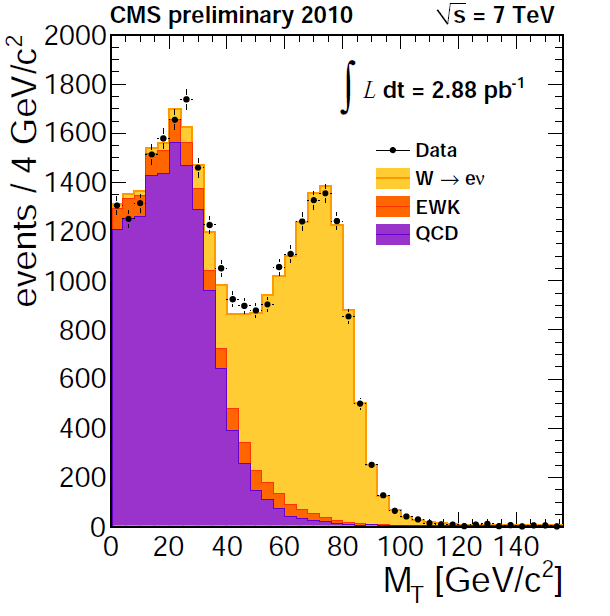 CMS preliminary 2010 √s = 7 TeV
∫ L dt = 2.88 pb⁻¹
Data
W → eν
EWK
QCD
events / 4 GeV/c²
2000
1800
1600
1400
1200
1000
800
600
400
200
0
0 20 40 60 80 100 120 140
M_T [GeV/c²]